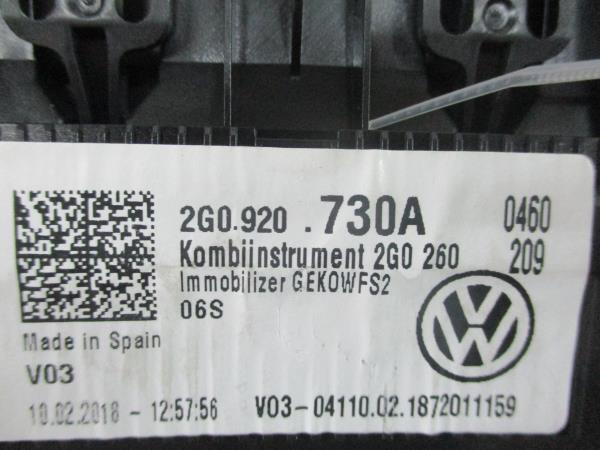 2G0.920 .730A 0460
Kombiinstrument 2G0 260 209
Immobilizer GEKOWFS2
06S
Made in Spain
V03
10.02.2018 - 12:57:56 V03-04110.02.1872011159